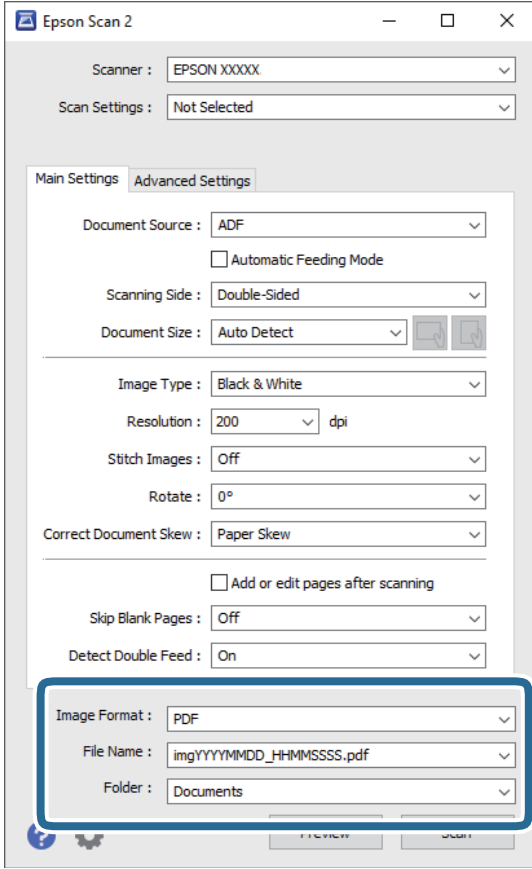 Epson Scan 2
Scanner : EPSON XXXXX
Scan Settings : Not Selected
Main Settings Advanced Settings
Document Source : ADF
Automatic Feeding Mode
Scanning Side : Double-Sided
Document Size : Auto Detect
Image Type : Black & White
Resolution : 200 dpi
Stitch Images : Off
Rotate : 0°
Correct Document Skew : Paper Skew
Add or edit pages after scanning
Skip Blank Pages : Off
Detect Double Feed : On
Image Format : PDF
File Name : imgYYYYMMDD_HHMMSSSS.pdf
Folder : Documents
? Preview Scan